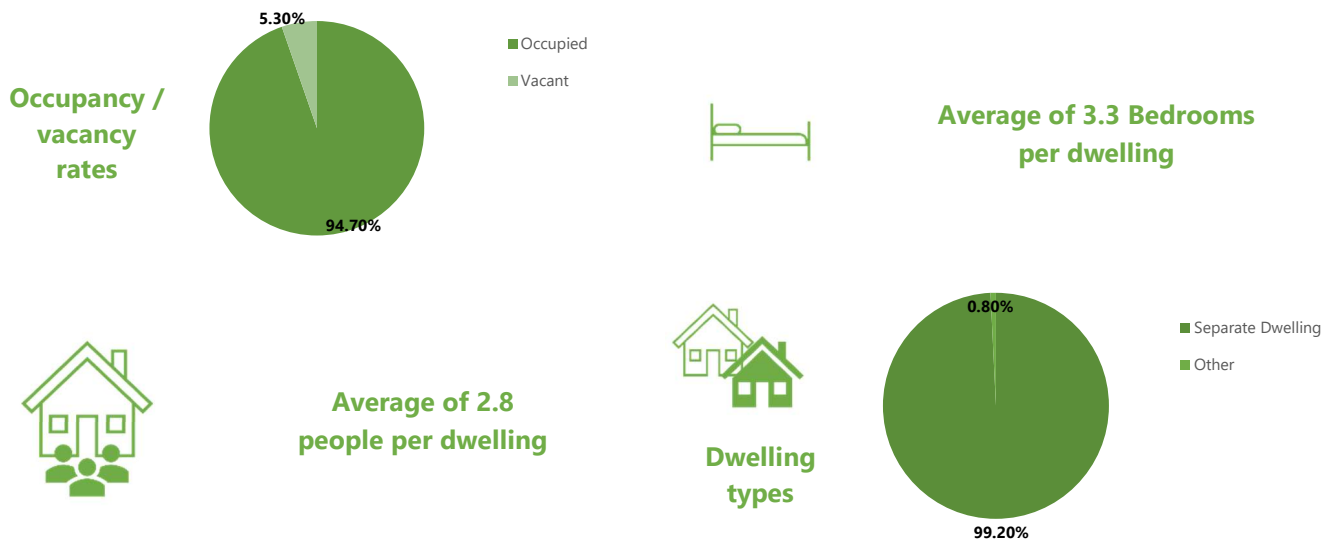 Occupancy /
vacancy
rates
5.30%
94.70%
Occupied
Vacant
Average of 3.3 Bedrooms
per dwelling
Average of 2.8
people per dwelling
Dwelling
types
0.80%
99.20%
Separate Dwelling
Other